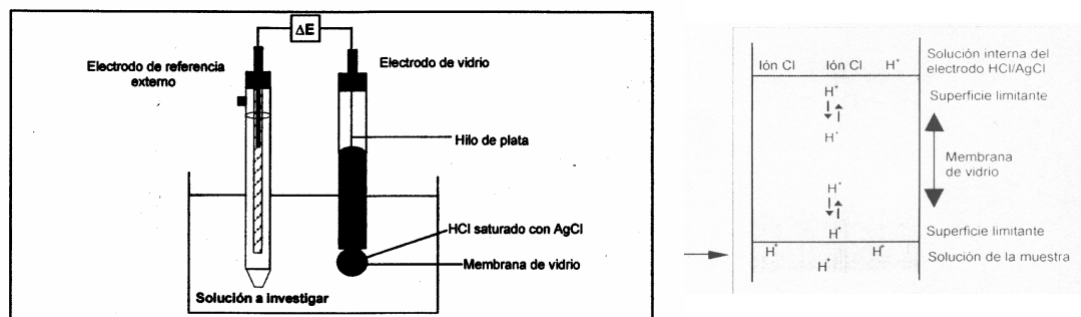 ΔE
Electrodo de referencia
externo
Electrodo de vidrio
Hilo de plata
HCl saturado con AgCl
Membrana de vidrio
Solución a investigar
Ión Cl Ión Cl H⁺
Solución interna del
electrodo HCl/AgCl
H⁺
Superficie limitante
H⁺
Membrana
de vidrio
H⁺
H⁺
Superficie limitante
H⁺ H⁺ H⁺
Solución de la muestra